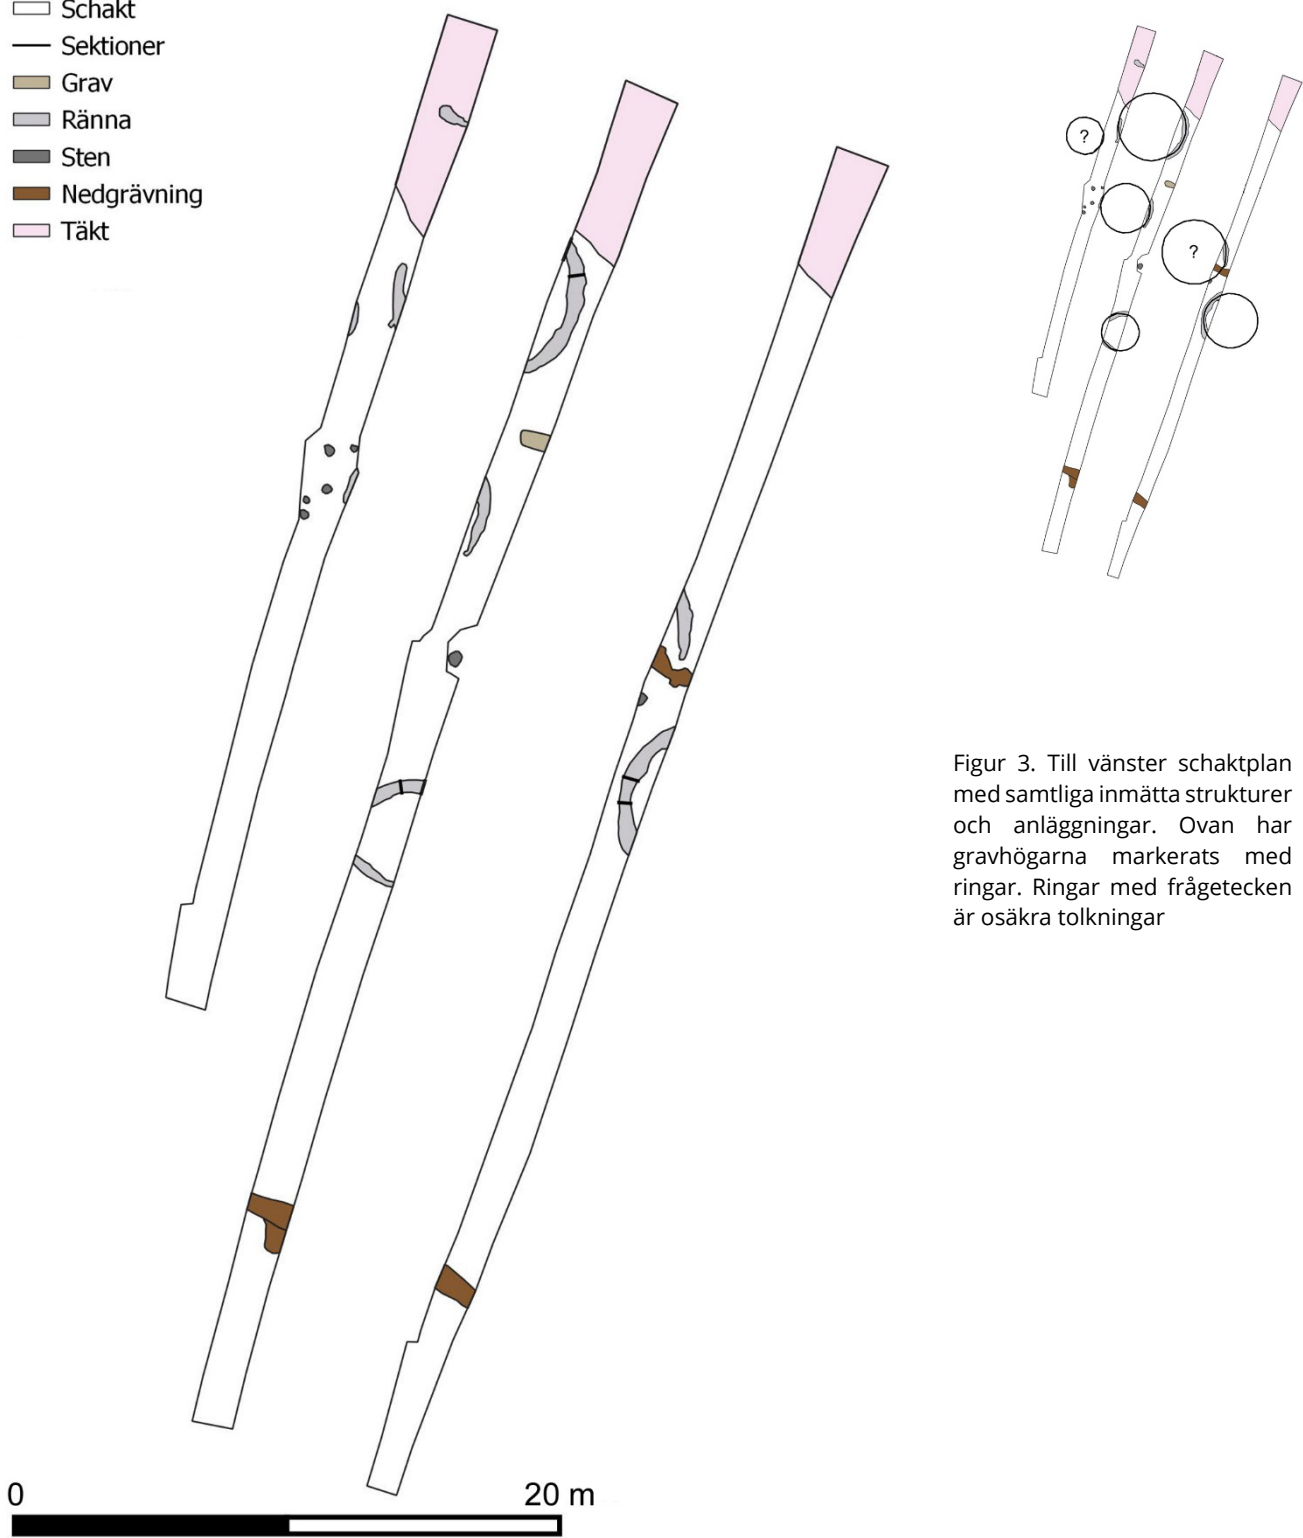 Schakt
Sektioner
Grav
Ränna
Sten
Nedgrävning
Täkt
?
?
Figur 3. Till vänster schaktplan
med samtliga inmätta strukturer
och anläggningar. Ovan har
gravhögarna markerats med
ringar. Ringar med frågetecken
är osäkra tolkningar
0
20 m